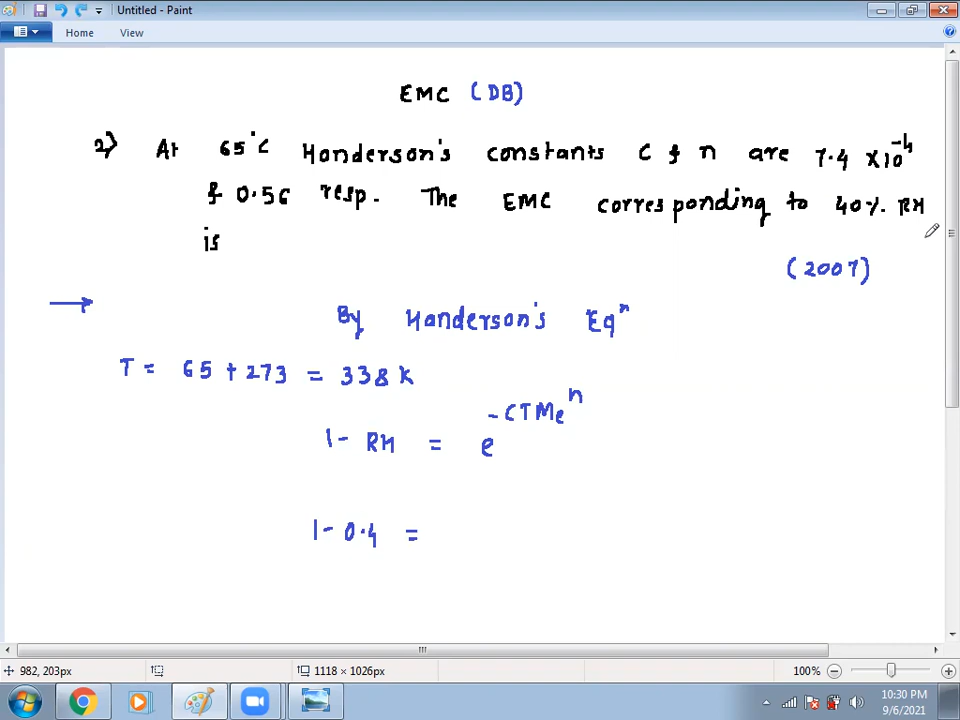 Untitled - Paint
Home View
EMC (DB)
2) At 65°C Handerson's constants C & n are 7.4 X10⁻⁴
& 0.56 resp. The EMC corresponding to 40%. RH
is
(2007)
→ By Handerson's Eqⁿ
T = 65 + 273 = 338 K
1 - RH = e^-CTMeⁿ
1 - 0.4 =
982, 203px 1118 × 1026px 100%
10:30 PM
9/6/2021